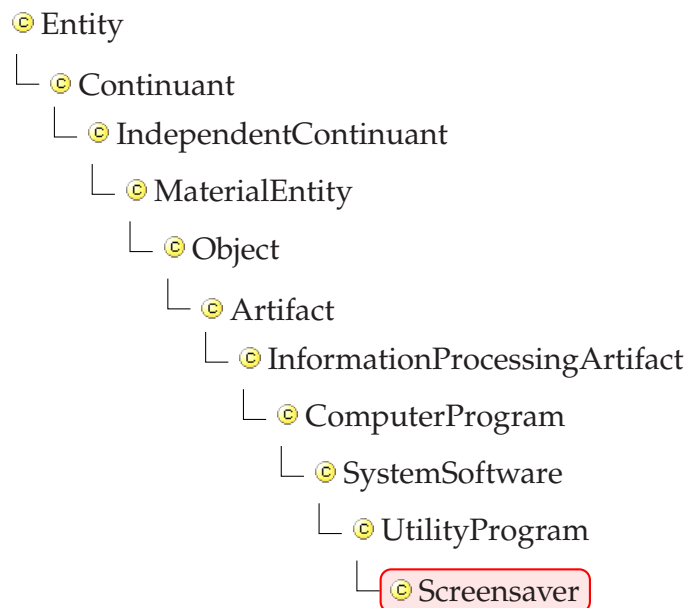 Entity
Continuant
IndependentContinuant
MaterialEntity
Object
Artifact
InformationProcessingArtifact
ComputerProgram
SystemSoftware
UtilityProgram
Screensaver